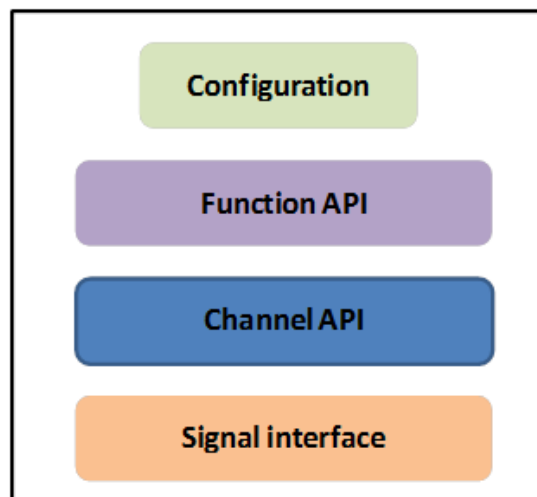 Configuration
Function API
Channel API
Signal interface